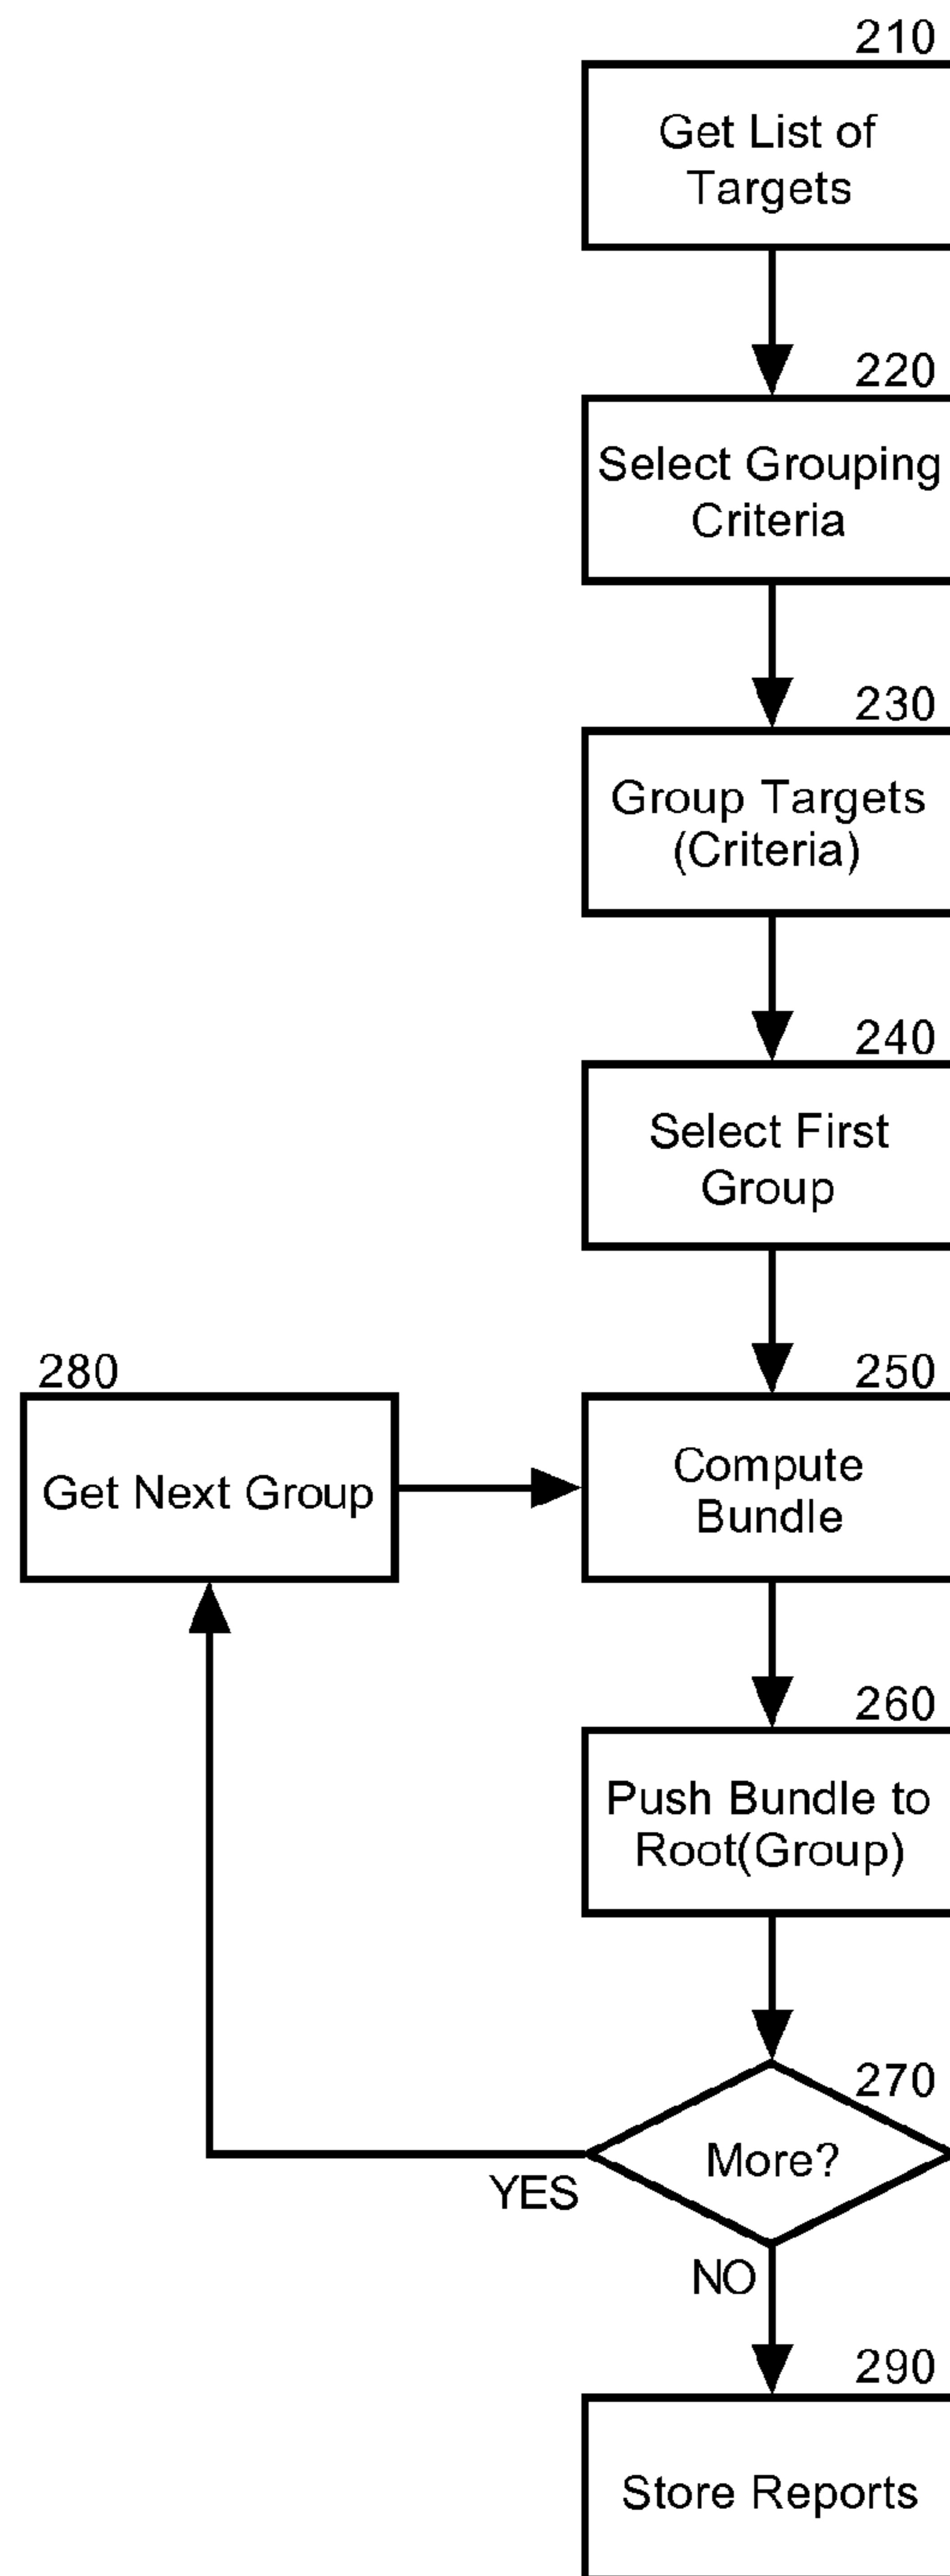 210
Get List of
Targets
220
Select Grouping
Criteria
230
Group Targets
(Criteria)
240
Select First
Group
280
Get Next Group
250
Compute
Bundle
260
Push Bundle to
Root(Group)
270
More?
YES
NO
290
Store Reports